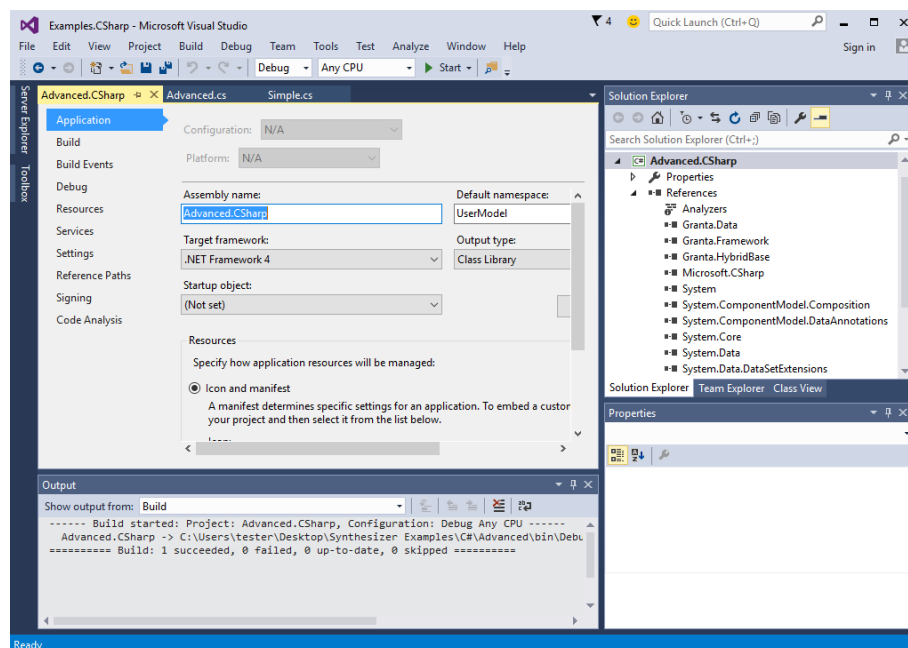 Examples.CSharp - Microsoft Visual Studio
4
Quick Launch (Ctrl+Q)
File Edit View Project Build Debug Team Tools Test Analyze Window Help
Sign in
Debug Any CPU Start
Server Explorer
Toolbox
Advanced.CSharp Advanced.cs Simple.cs
Application
Build
Build Events
Debug
Resources
Services
Settings
Reference Paths
Signing
Code Analysis
Configuration: N/A
Platform: N/A
Assembly name: Default namespace:
Advanced.CSharp UserModel
Target framework: Output type:
.NET Framework 4 Class Library
Startup object:
(Not set)
Resources
Specify how application resources will be managed:
Icon and manifest
A manifest determines specific settings for an application. To embed a custor
your project and then select it from the list below.
Solution Explorer
Search Solution Explorer (Ctrl+;)
C# Advanced.CSharp
Properties
References
Analyzers
Granta.Data
Granta.Framework
Granta.HybridBase
Microsoft.CSharp
System
System.ComponentModel.Composition
System.ComponentModel.DataAnnotations
System.Core
System.Data
System.Data.DataSetExtensions
Solution Explorer Team Explorer Class View
Properties
Output
Show output from: Build
------ Build started: Project: Advanced.CSharp, Configuration: Debug Any CPU ------
Advanced.CSharp -> C:\Users\tester\Desktop\Synthesizer Examples\C#\Advanced\bin\Debu
========== Build: 1 succeeded, 0 failed, 0 up-to-date, 0 skipped ==========
Ready